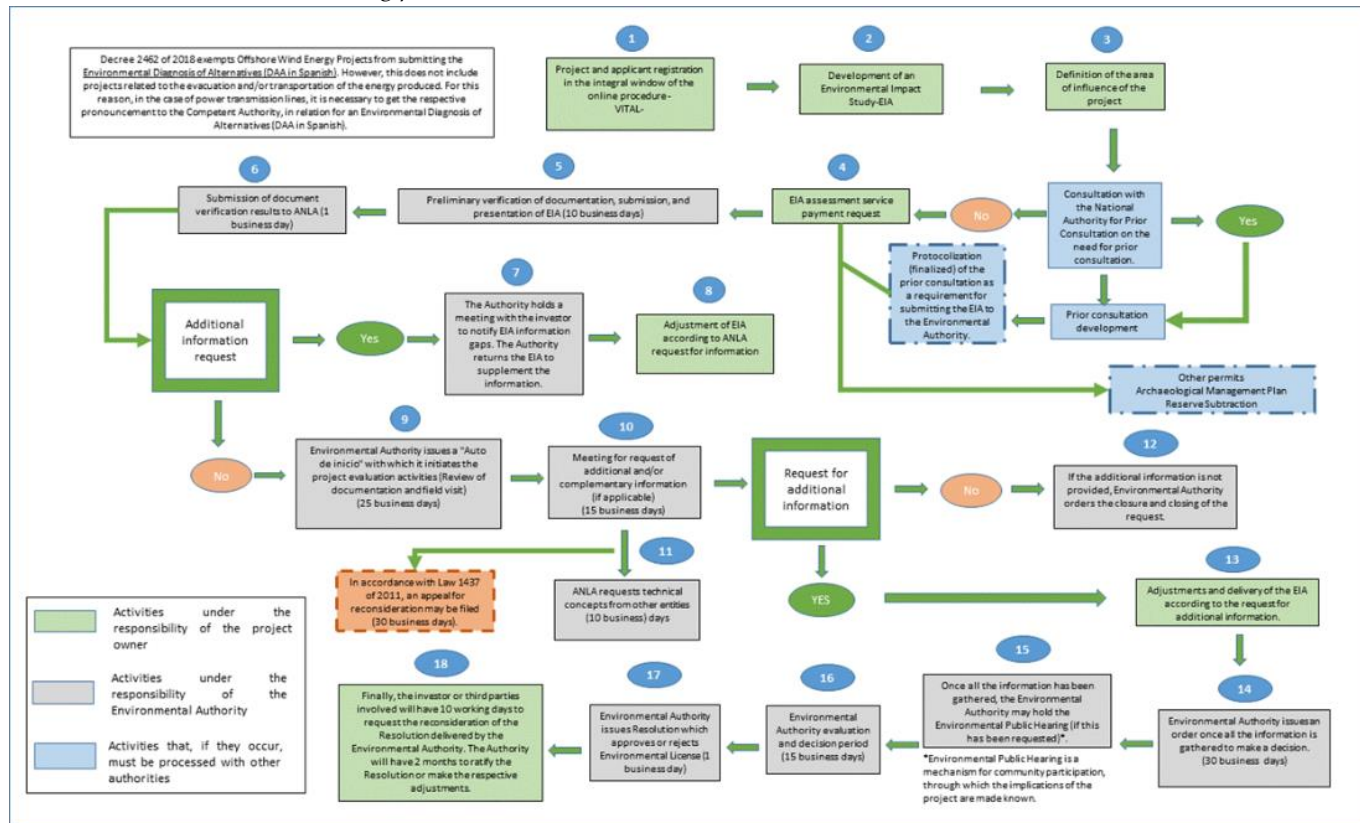 Decree 2462 of 2018 exempts Offshore Wind Energy Projects from submitting the
Environmental Diagnosis of Alternatives (DAA in Spanish). However, this does not include
projects related to the evacuation and/or transportation of the energy produced. For this
reason, in the case of power transmission lines, it is necessary to get the respective
pronouncement to the Competent Authority, in relation for an Environmental Diagnosis of
Alternatives (DAA in Spanish).
1
Project and applicant registration
in the integral window of the
online procedure-
-VITAL-
2
Development of an
Environmental Impact
Study-EIA
3
Definition of the area
of influence of the
project
Consultation with
the National
Authority for Prior
Consultation on the
need for prior
consultation.
Yes
No
Prior consultation
development
Protocolization
(finalized) of the
prior consultation as
a requirement for
submitting the EIA to
the Environmental
Authority.
4
EIA assessment service
payment request
Other permits
Archaeological Management Plan
Reserve Subtraction
5
Preliminary verification of documentation, submission, and
presentation of EIA (10 business days)
6
Submission of document
verification results to ANLA (1
business day)
Additional
information
request
Yes
7
The Authority holds a
meeting with the investor
to notify EIA information
gaps. The Authority
returns the EIA to
supplement the
information.
8
Adjustment of EIA
according to ANLA
request for information
No
9
Environmental Authority issues a "Auto
de inicio" with which it initiates the
project evaluation activities (Review of
documentation and field visit)
(25 business days)
10
Meeting for request of
additional and/or
complementary information
(if applicable)
(15 business days)
Request for
additional
information
No
12
If the additional information is not
provided, Environmental Authority
orders the closure and closing of the
request.
11
ANLA requests technical
concepts from other entities
(10 business) days
In accordance with Law 1437
of 2011, an appeal for
reconsideration may be filed
(30 business days).
YES
13
Adjustments and delivery of the EIA
according to the request for
additional information.
14
Environmental Authority issues an
order once all the information is
gathered to make a decision.
(30 business days)
15
Once all the information has been
gathered, the Environmental
Authority may hold the
Environmental Public Hearing (if this
has been requested)*.
*Environmental Public Hearing is a
mechanism for community participation,
through which the implications of the
project are made known.
16
Environmental
Authority evaluation
and decision period
(15 business days)
17
Environmental Authority
issues Resolution which
approves or rejects
Environmental License (1
business day)
18
Finally, the investor or third parties
involved will have 10 working days to
request the reconsideration of the
Resolution delivered by the
Environmental Authority. The Authority
will have 2 months to ratify the
Resolution or make the respective
adjustments.
Activities under the
responsibility of the project
owner
Activities under the
responsibility of the
Environmental Authority
Activities that, if they occur,
must be processed with other
authorities